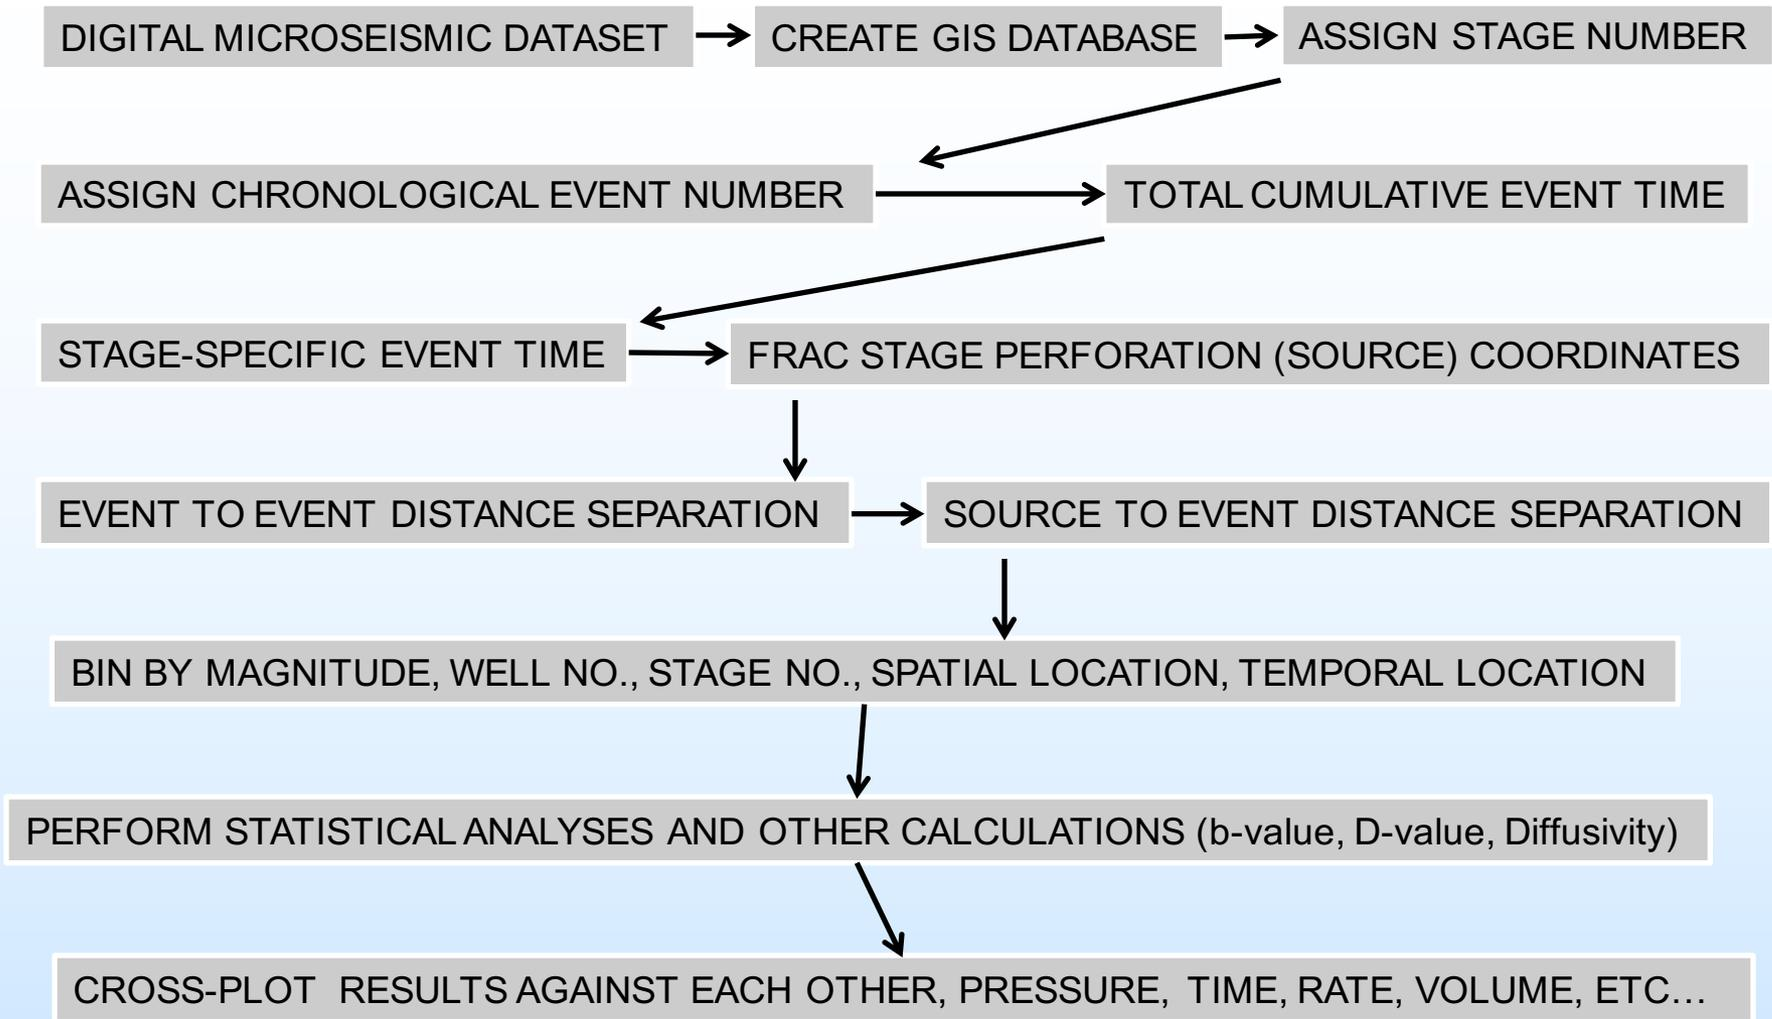 DIGITAL MICROSEISMIC DATASET
CREATE GIS DATABASE
ASSIGN STAGE NUMBER
ASSIGN CHRONOLOGICAL EVENT NUMBER
TOTAL CUMULATIVE EVENT TIME
STAGE-SPECIFIC EVENT TIME
FRAC STAGE PERFORATION (SOURCE) COORDINATES
EVENT TO EVENT DISTANCE SEPARATION
SOURCE TO EVENT DISTANCE SEPARATION
BIN BY MAGNITUDE, WELL NO., STAGE NO., SPATIAL LOCATION, TEMPORAL LOCATION
PERFORM STATISTICAL ANALYSES AND OTHER CALCULATIONS (b-value, D-value, Diffusivity)
CROSS-PLOT RESULTS AGAINST EACH OTHER, PRESSURE, TIME, RATE, VOLUME, ETC…